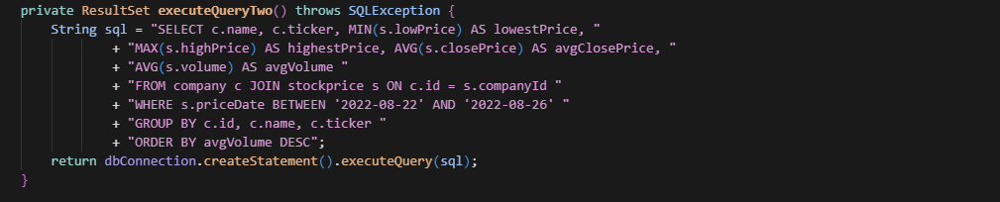 private ResultSet executeQueryTwo() throws SQLException {
    String sql = "SELECT c.name, c.ticker, MIN(s.lowPrice) AS lowestPrice, "
            + "MAX(s.highPrice) AS highestPrice, AVG(s.closePrice) AS avgClosePrice, "
            + "AVG(s.volume) AS avgVolume "
            + "FROM company c JOIN stockprice s ON c.id = s.companyId "
            + "WHERE s.priceDate BETWEEN '2022-08-22' AND '2022-08-26' "
            + "GROUP BY c.id, c.name, c.ticker "
            + "ORDER BY avgVolume DESC";
    return dbConnection.createStatement().executeQuery(sql);
}